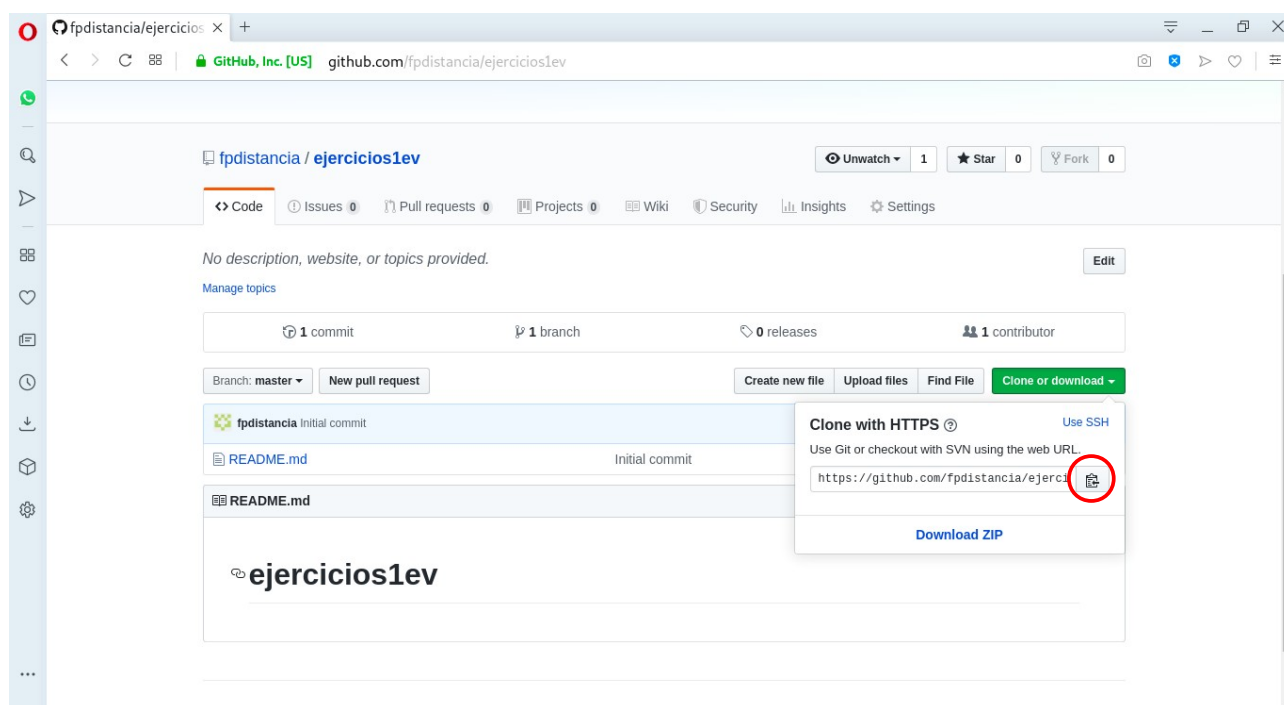 fpdistancia/ejercicios
GitHub, Inc. [US] github.com/fpdistancia/ejercicios1ev
fpdistancia / ejercicios1ev
Unwatch 1 Star 0 Fork 0
Code Issues 0 Pull requests 0 Projects 0 Wiki Security Insights Settings
No description, website, or topics provided. Edit
Manage topics
1 commit 1 branch 0 releases 1 contributor
Branch: master New pull request Create new file Upload files Find File Clone or download
fpdistancia Initial commit
README.md Initial commit
README.md
ejercicios1ev
Clone with HTTPS Use SSH
Use Git or checkout with SVN using the web URL.
https://github.com/fpdistancia/ejerci
Download ZIP